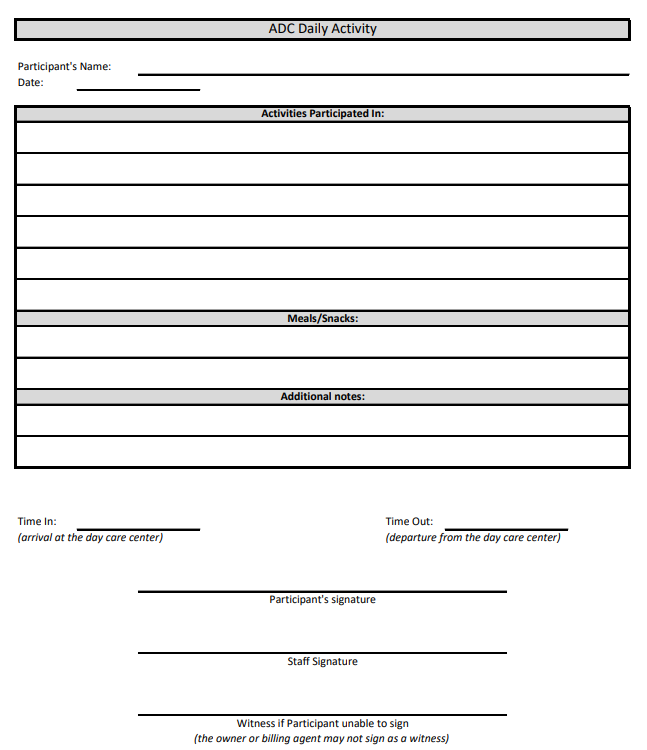 ADC Daily Activity
Participant's Name:
Date:
Activities Participated In:
Meals/Snacks:
Additional notes:
Time In:
Time Out:
(arrival at the day care center)
(departure from the day care center)
Participant's signature
Staff Signature
Witness if Participant unable to sign
(the owner or billing agent may not sign as a witness)